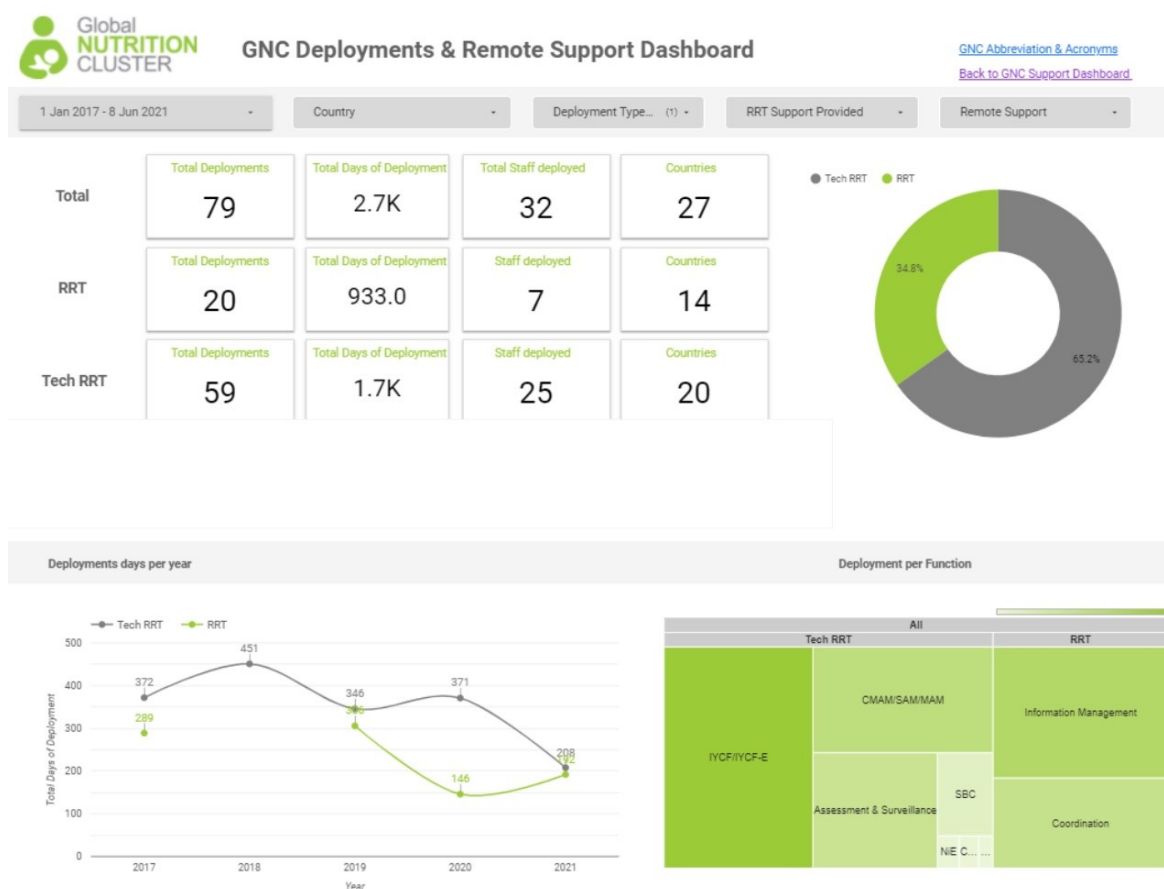 Global
NUTRITION
CLUSTER
GNC Deployments & Remote Support Dashboard
GNC Abbreviation & Acronyms
Back to GNC Support Dashboard
1 Jan 2017 - 8 Jun 2021
Country
Deployment Type... (1)
RRT Support Provided
Remote Support
Total
Total Deployments
79
Total Days of Deployment
2.7K
Total Staff deployed
32
Countries
27
RRT
Total Deployments
20
Total Days of Deployment
933.0
Staff deployed
7
Countries
14
Tech RRT
Total Deployments
59
Total Days of Deployment
1.7K
Staff deployed
25
Countries
20
Tech RRT
RRT
34.8%
65.2%
Deployments days per year
Tech RRT
RRT
Total Days of Deployment
500
400
300
200
100
0
372
451
346
371
208
289
146
192
2017
2018
2019
2020
2021
Year
Deployment per Function
All
Tech RRT
RRT
IYCF/IYCF-E
CMAM/SAM/MAM
Assessment & Surveillance
SBC
NiE
C...
...
Information Management
Coordination